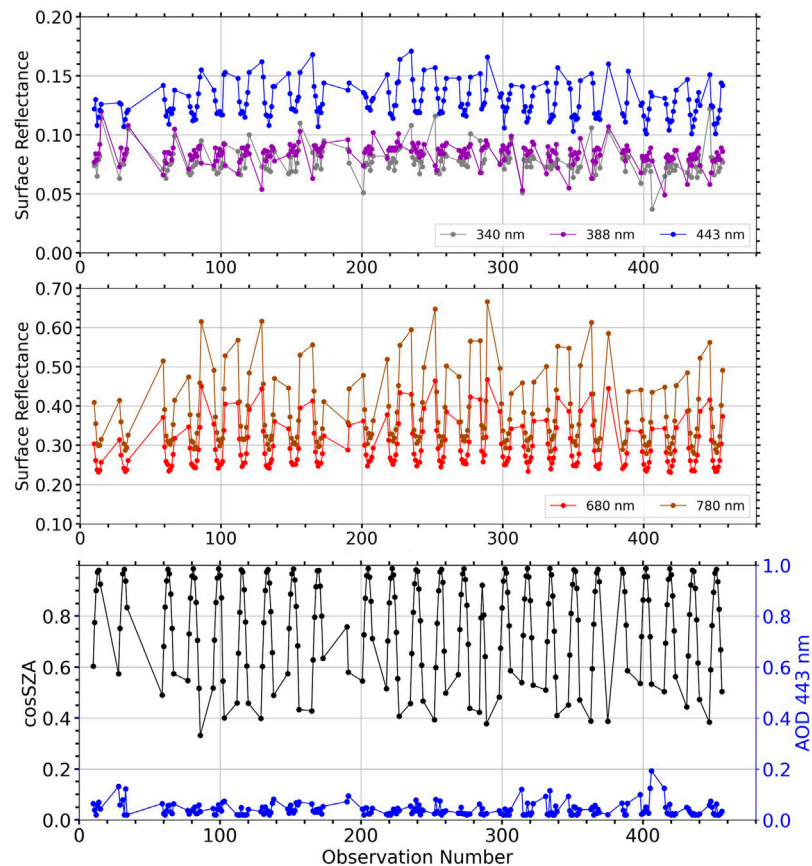 0.20
0.15
0.10
0.05
0.00
Surface Reflectance
340 nm 388 nm 443 nm
0 100 200 300 400
0.70
0.60
0.50
0.40
0.30
0.20
0.10
Surface Reflectance
680 nm 780 nm
0 100 200 300 400
0.8
0.6
0.4
0.2
0.0
cosSZA
1.0
0.8
0.6
0.4
0.2
0.0
AOD 443 nm
0 100 200 300 400
Observation Number